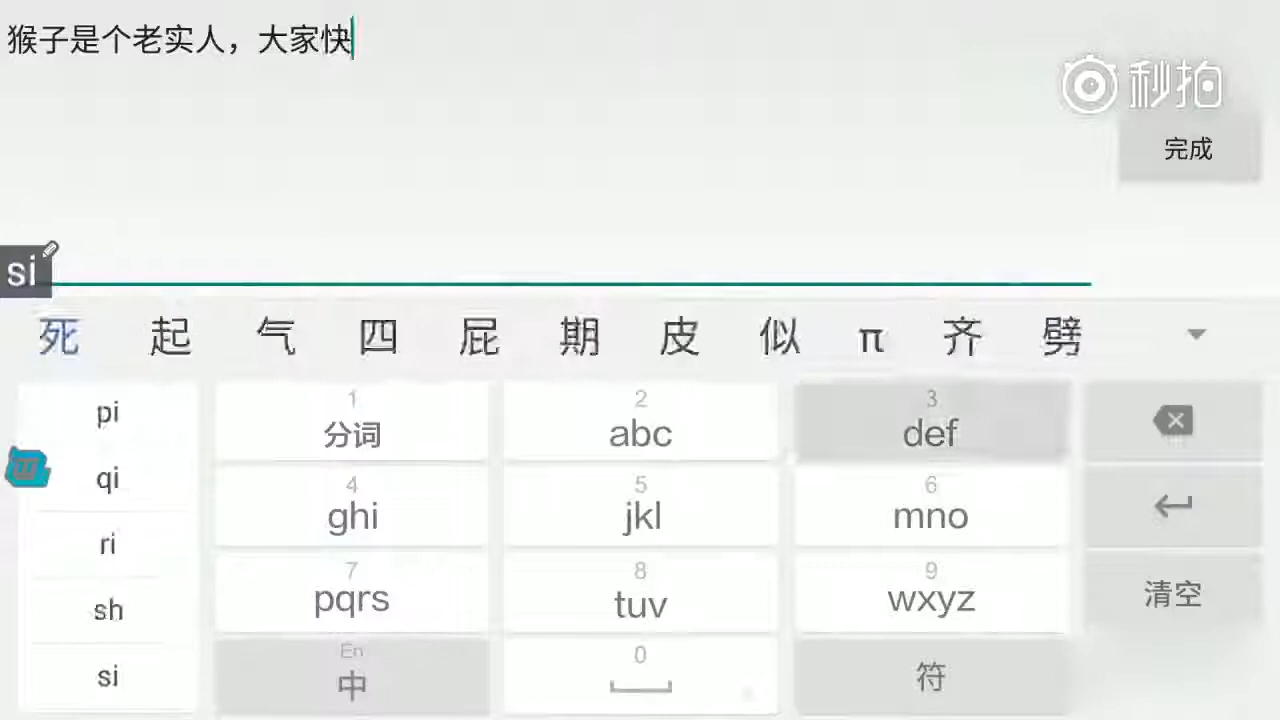 猴子是个老实人，大家快
秒拍
完成
si
死 起 气 四 屁 期 皮 似 π 齐 劈
pi
qi
ri
sh
si
1
分词
2
abc
3
def
4
ghi
5
jkl
6
mno
7
pqrs
8
tuv
9
wxyz
清空
En
中
0
符